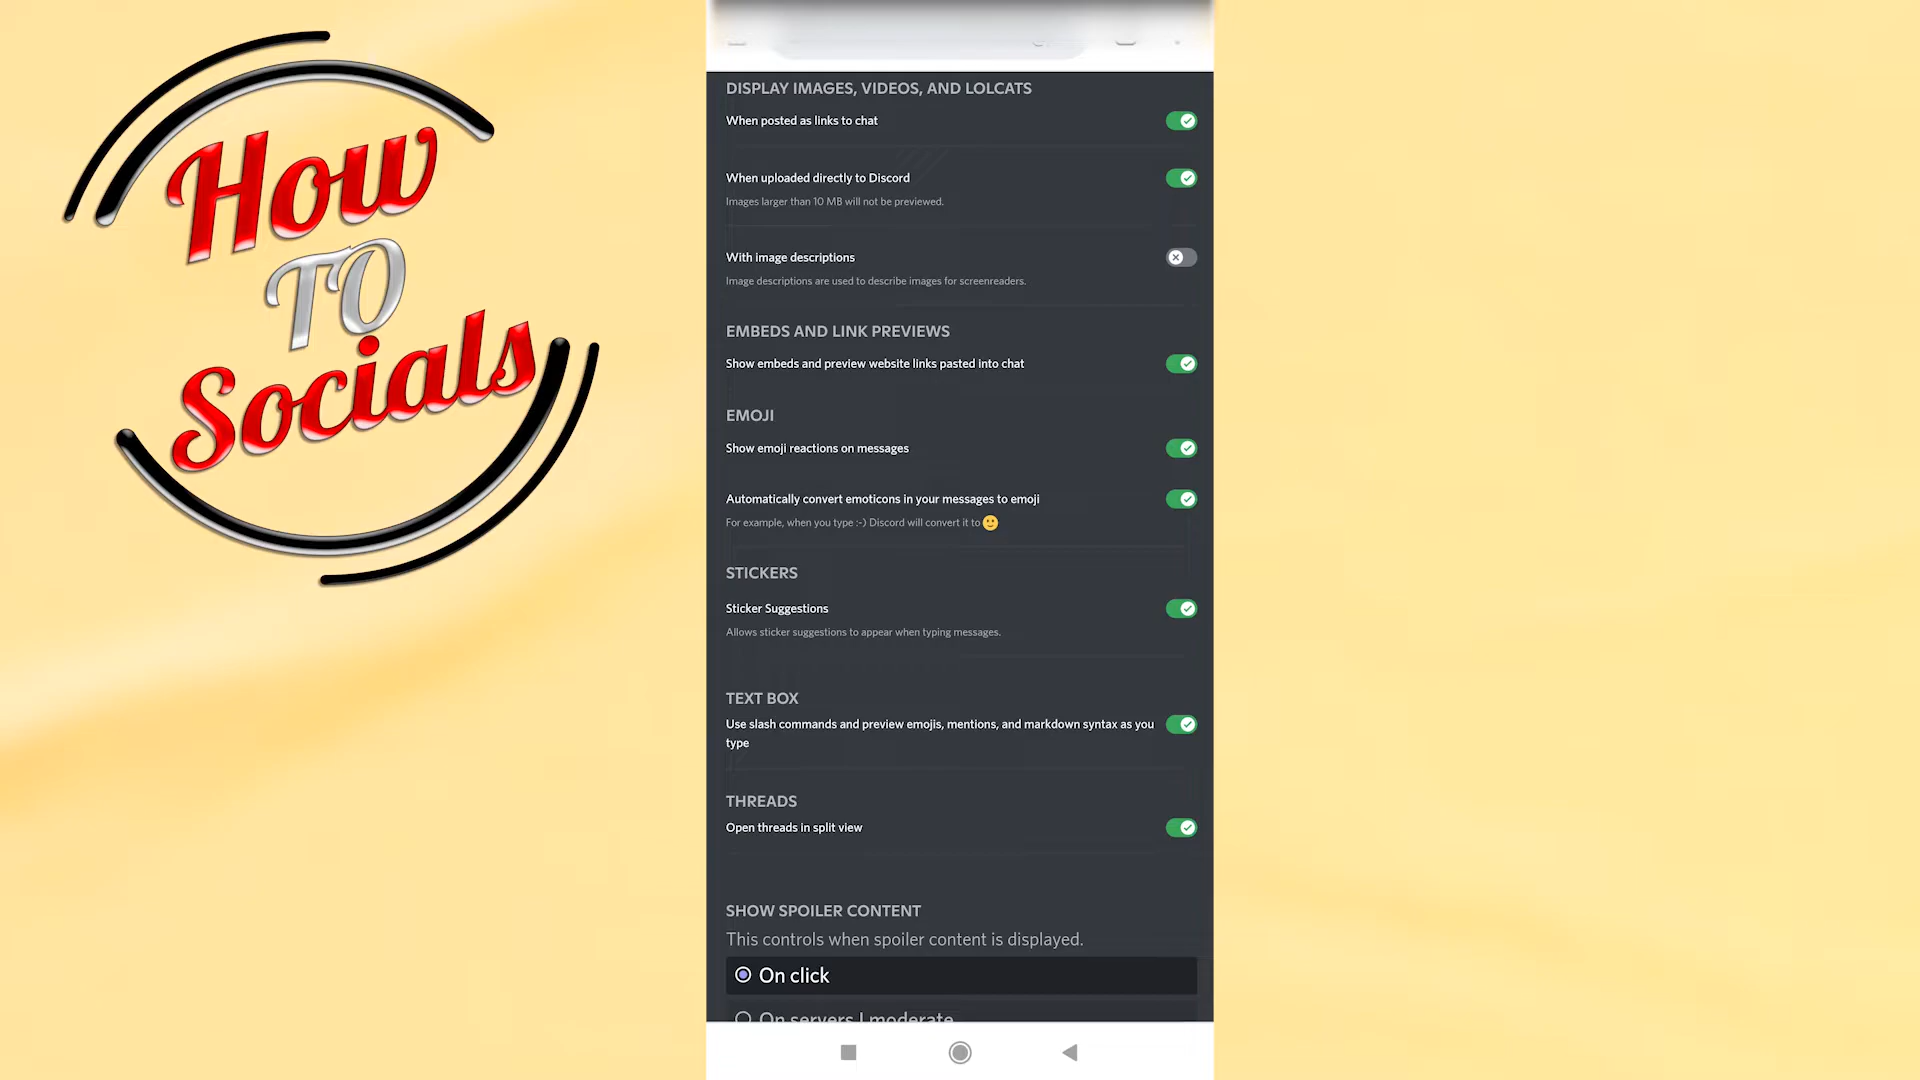 How
TO
Socials
DISPLAY IMAGES, VIDEOS, AND LOLCATS
When posted as links to chat
When uploaded directly to Discord
Images larger than 10 MB will not be previewed.
With image descriptions
Image descriptions are used to describe images for screenreaders.
EMBEDS AND LINK PREVIEWS
Show embeds and preview website links pasted into chat
EMOJI
Show emoji reactions on messages
Automatically convert emoticons in your messages to emoji
For example, when you type :-) Discord will convert it to 🙂
STICKERS
Sticker Suggestions
Allows sticker suggestions to appear when typing messages.
TEXT BOX
Use slash commands and preview emojis, mentions, and markdown syntax as you
type
THREADS
Open threads in split view
SHOW SPOILER CONTENT
This controls when spoiler content is displayed.
On click
On servers I moderate